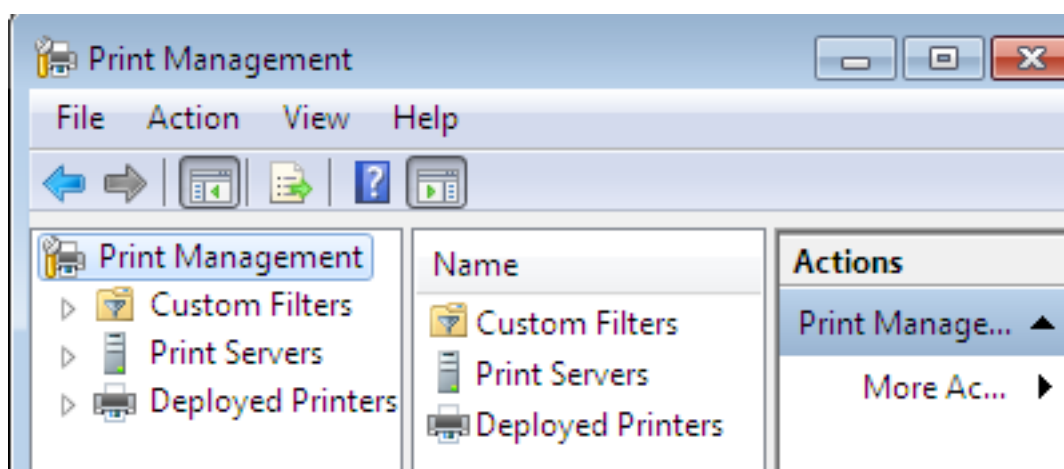 Print Management
File Action View Help
Print Management
Custom Filters
Print Servers
Deployed Printers
Name
Custom Filters
Print Servers
Deployed Printers
Actions
Print Manage...
More Ac...